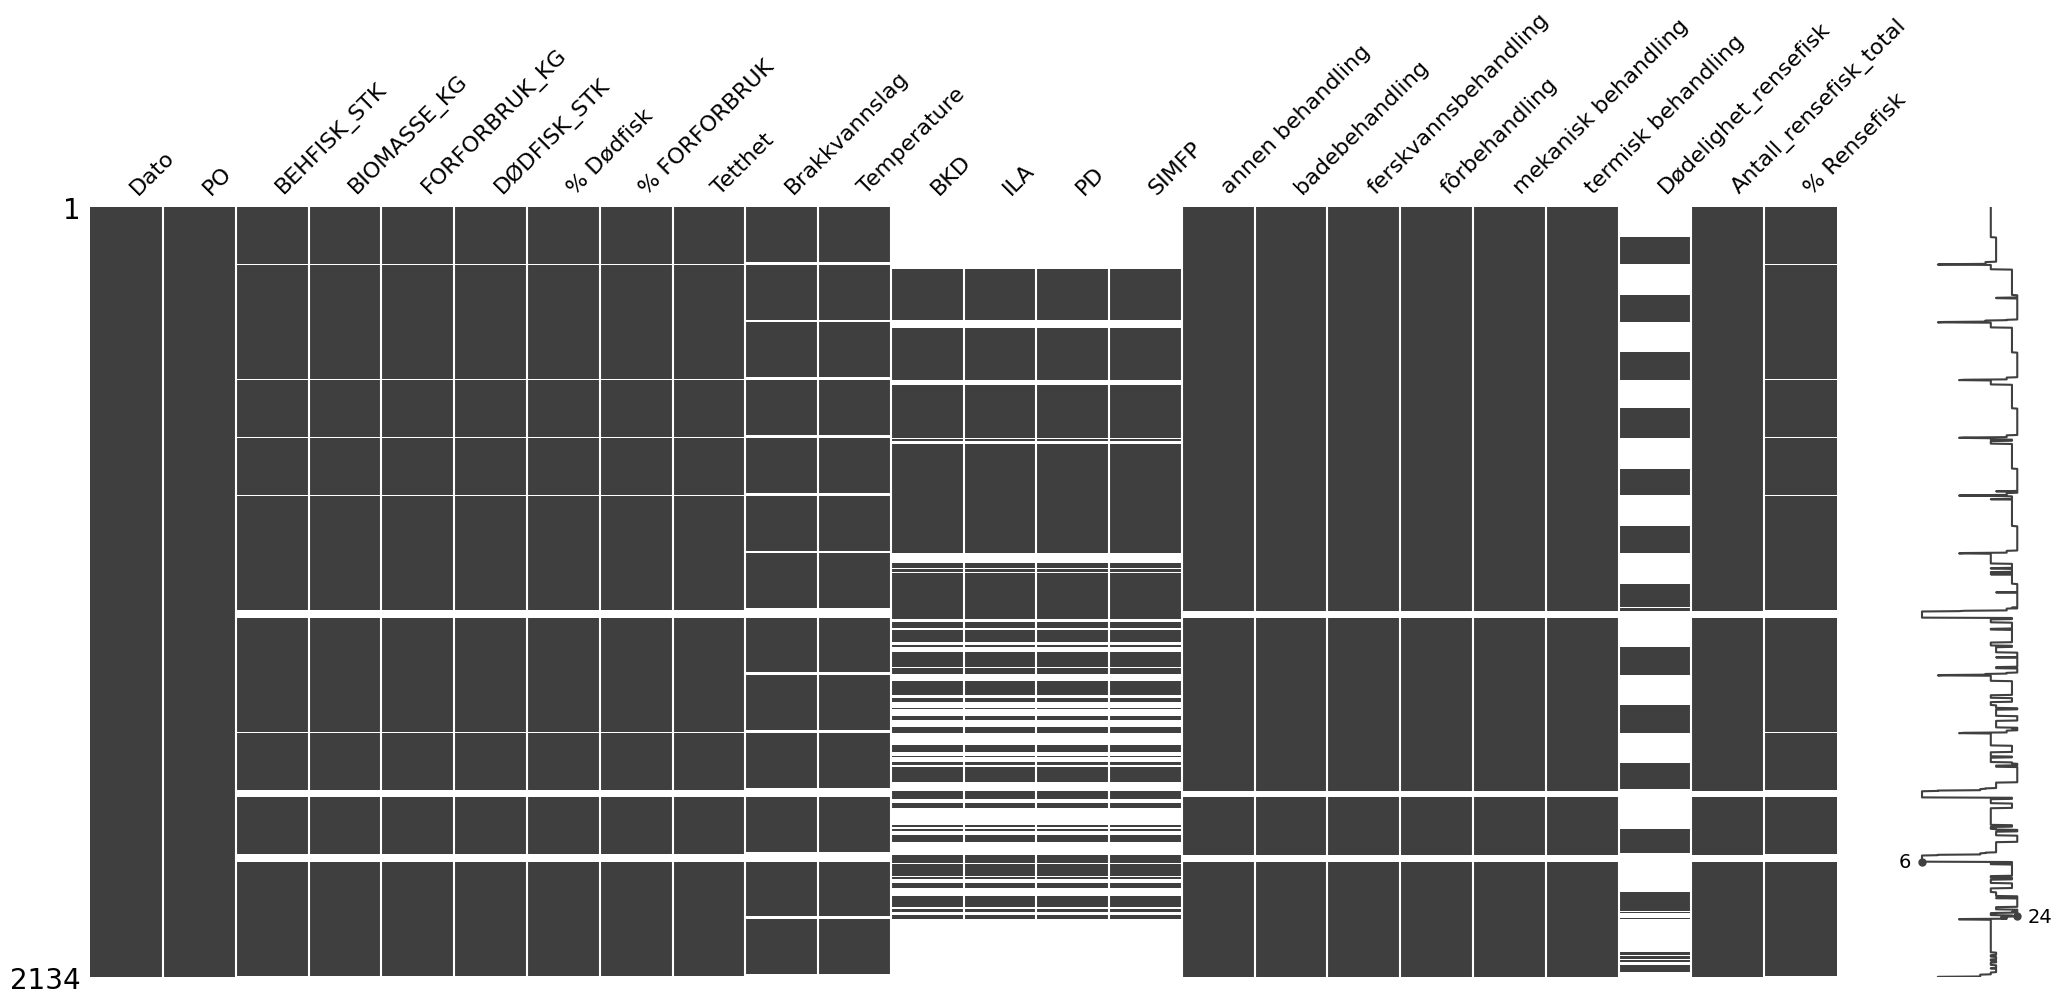 Dato
PO
BEHFISK_STK
BIOMASSE_KG
FORFORBRUK_KG
DØDFISK_STK
% Dødfisk
% FORFORBRUK
Tetthet
Brakkvannslag
Temperature
BKD
ILA
PD
SIMFP
annen behandling
badebehandling
ferskvannsbehandling
fôrbehandling
mekanisk behandling
termisk behandling
Dødelighet_rensefisk
Antall_rensefisk_total
% Rensefisk
1
6
24
2134